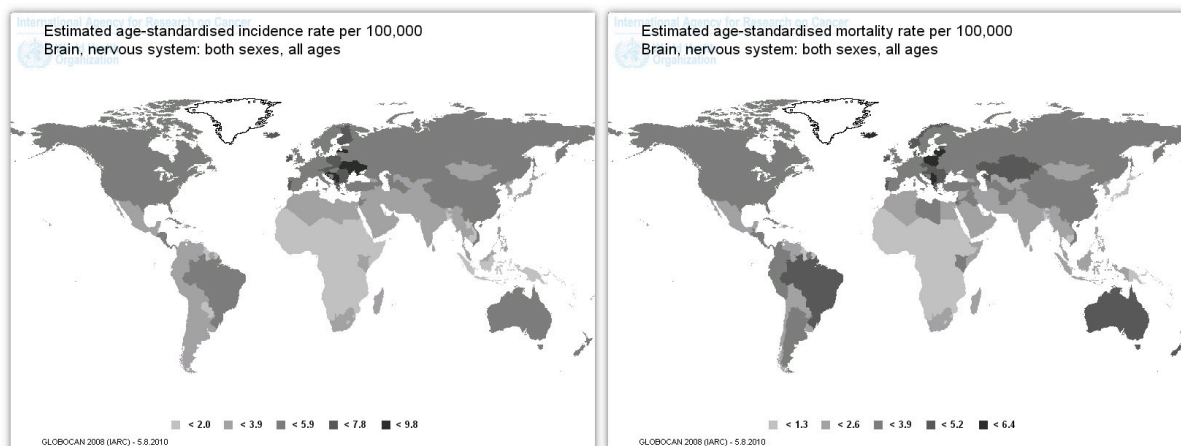 International Agency for Research on Cancer
Estimated age-standardised incidence rate per 100,000
Brain, nervous system: both sexes, all ages
Organization
< 2.0 < 3.9 < 5.9 < 7.8 < 9.8
GLOBOCAN 2008 (IARC) - 5.8.2010
International Agency for Research on Cancer
Estimated age-standardised mortality rate per 100,000
Brain, nervous system: both sexes, all ages
Organization
< 1.3 < 2.6 < 3.9 < 5.2 < 6.4
GLOBOCAN 2008 (IARC) - 5.8.2010